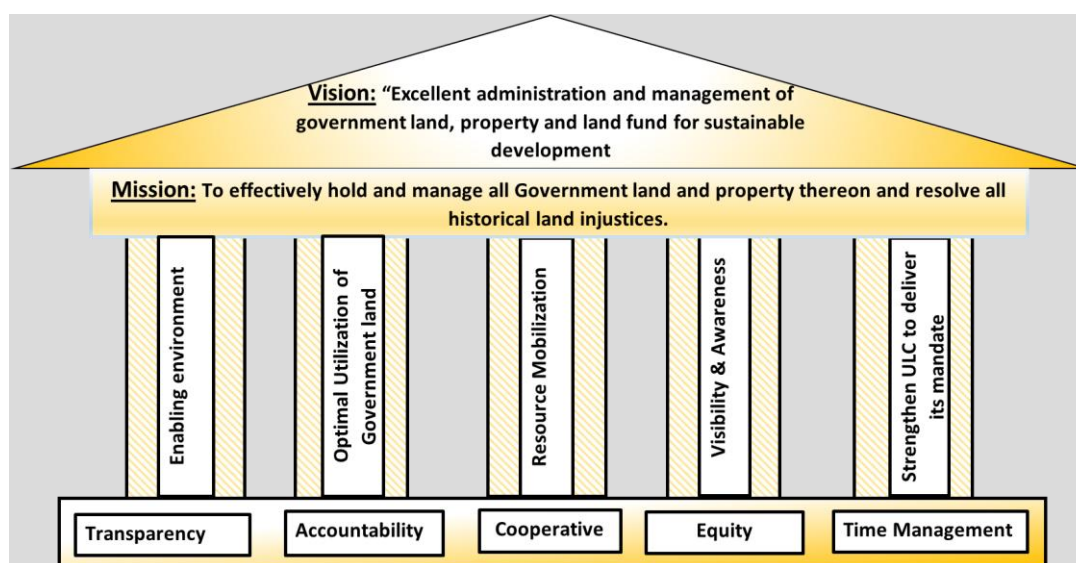 Vision: “Excellent administration and management of
government land, property and land fund for sustainable
development
Mission: To effectively hold and manage all Government land and property thereon and resolve all
historical land injustices.
Enabling environment
Optimal Utilization of
Government land
Resource Mobilization
Visibility & Awareness
Strengthen ULC to deliver
its mandate
Transparency
Accountability
Cooperative
Equity
Time Management